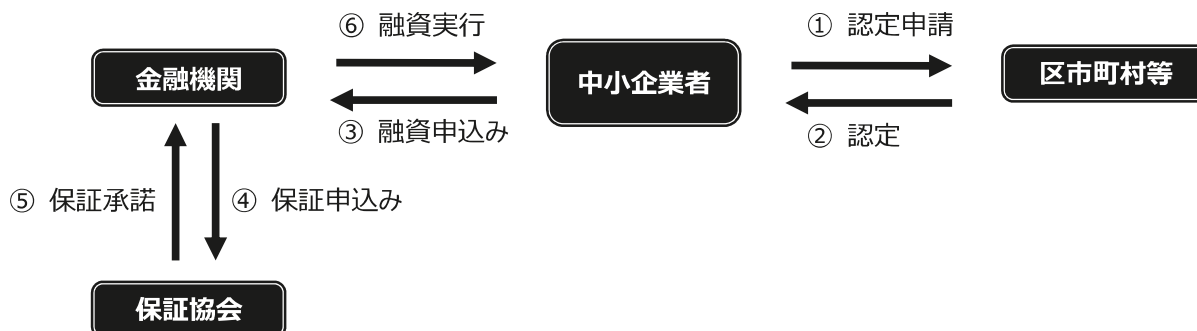 ⑥ 融資実行
① 認定申請
金融機関
中小企業者
区市町村等
③ 融資申込み
② 認定
⑤ 保証承諾
④ 保証申込み
保証協会